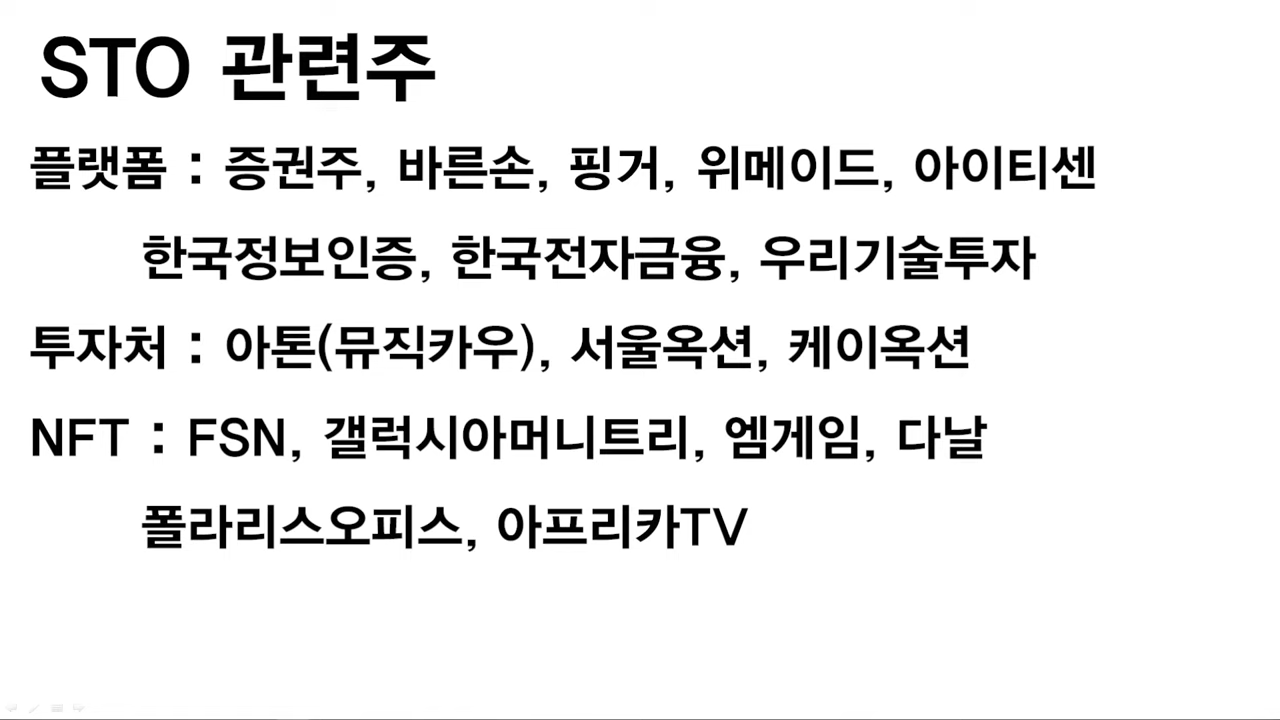 STO 관련주
플랫폼 : 증권주, 바른손, 핑거, 위메이드, 아이티센
한국정보인증, 한국전자금융, 우리기술투자
투자처 : 아톤(뮤직카우), 서울옥션, 케이옥션
NFT : FSN, 갤럭시아머니트리, 엠게임, 다날
폴라리스오피스, 아프리카TV